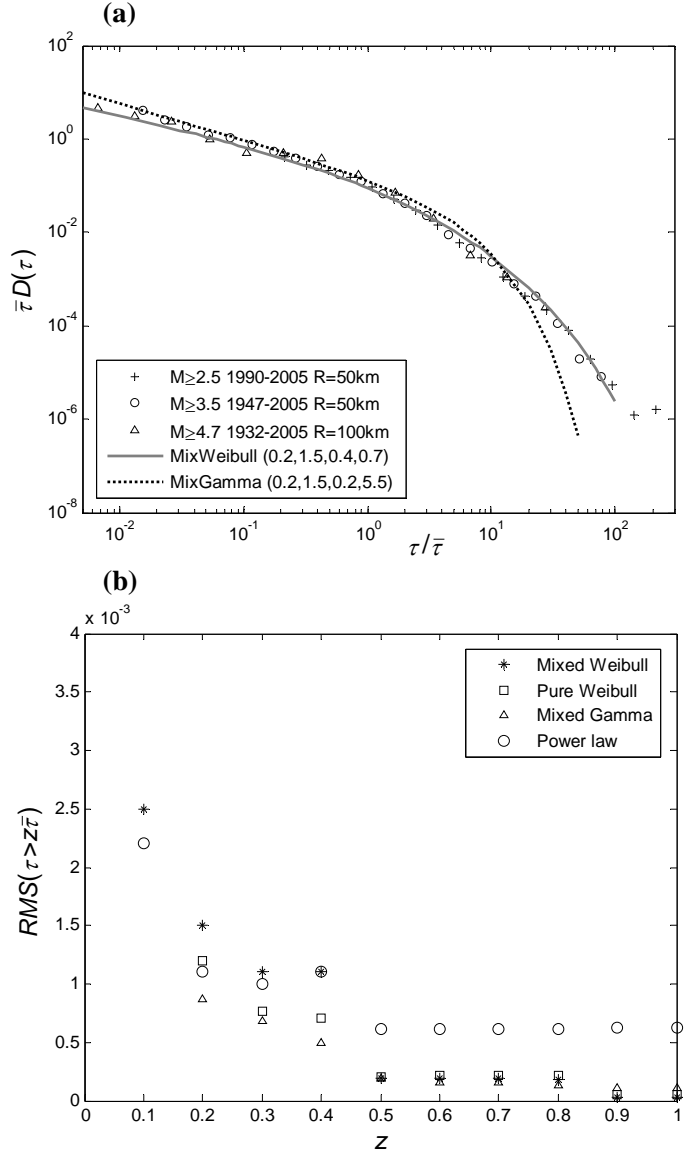 (a)
10^2
10^0
10^-2
10^-4
10^-6
10^-8
τ̄ D(τ)
+ M≥2.5 1990-2005 R=50km
○ M≥3.5 1947-2005 R=50km
△ M≥4.7 1932-2005 R=100km
MixWeibull (0.2,1.5,0.4,0.7)
MixGamma (0.2,1.5,0.2,5.5)
10^-2 10^-1 10^0 10^1 10^2
τ/τ̄
(b)
x 10^-3
4
3.5
3
2.5
2
1.5
1
0.5
0
RMS(τ>zτ̄)
Mixed Weibull
Pure Weibull
Mixed Gamma
Power law
0 0.1 0.2 0.3 0.4 0.5 0.6 0.7 0.8 0.9 1
z